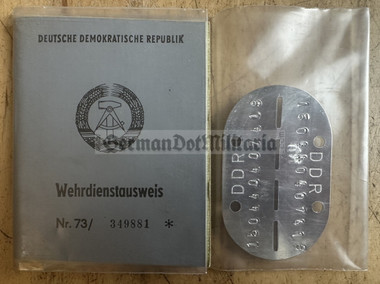 DEUTSCHE DEMOKRATISCHE REPUBLIK
GermanDotMilitaria
Wehrdienstausweis
Nr. 73/ 349881 *
DDR
DDR